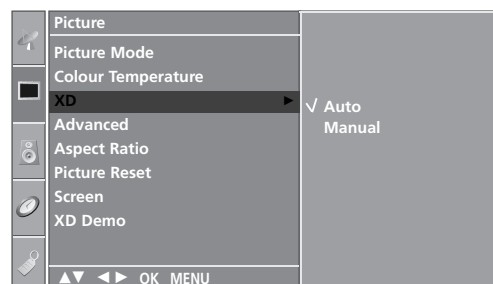 Picture
Picture Mode
Colour Temperature
XD ►
Advanced
Aspect Ratio
Picture Reset
Screen
XD Demo
▲▼ ◄► OK MENU
√ Auto
Manual